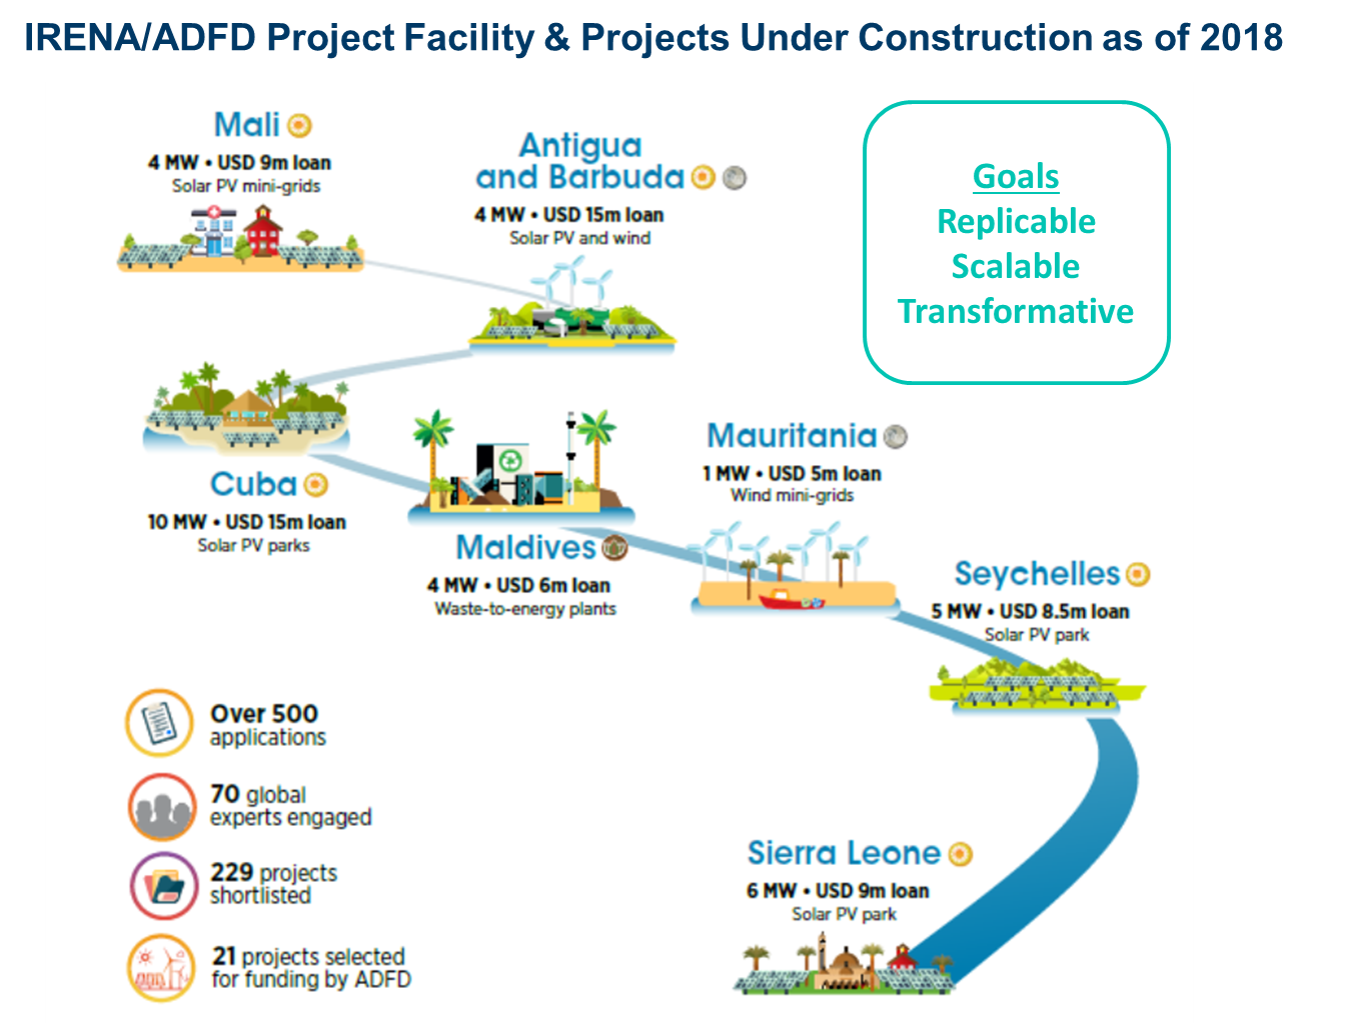 IRENA/ADFD Project Facility & Projects Under Construction as of 2018
Mali
4 MW • USD 9m loan
Solar PV mini-grids
Antigua
and Barbuda
4 MW • USD 15m loan
Solar PV and wind
Goals
Replicable
Scalable
Transformative
Cuba
10 MW • USD 15m loan
Solar PV parks
Maldives
4 MW • USD 6m loan
Waste-to-energy plants
Mauritania
1 MW • USD 5m loan
Wind mini-grids
Seychelles
5 MW • USD 8.5m loan
Solar PV park
Sierra Leone
6 MW • USD 9m loan
Solar PV park
Over 500
applications
70 global
experts engaged
229 projects
shortlisted
21 projects selected
for funding by ADFD